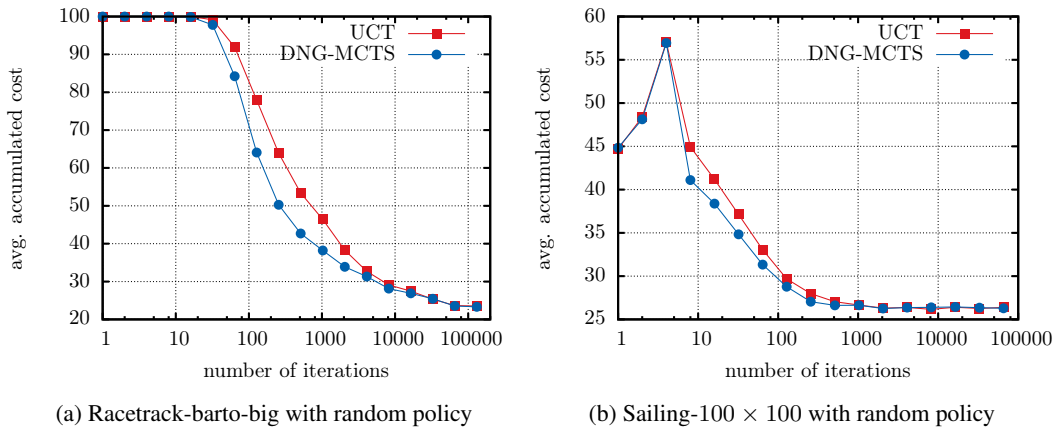 100
90
80
70
60
50
40
30
20
avg. accumulated cost
UCT
DNG-MCTS
1 10 100 1000 10000 100000
number of iterations
(a) Racetrack-barto-big with random policy
60
55
50
45
40
35
30
25
avg. accumulated cost
UCT
DNG-MCTS
1 10 100 1000 10000 100000
number of iterations
(b) Sailing-100 × 100 with random policy